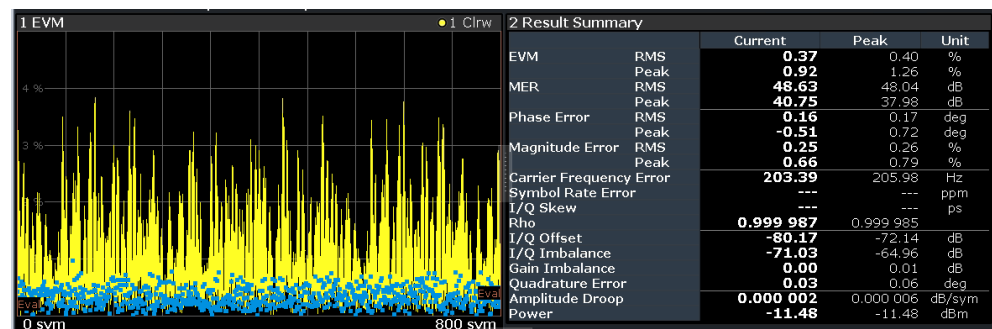 1 EVM
1 Clrw
4 %
3 %
Eval
Eval
0 sym
800 sym
2 Result Summary
Current Peak Unit
EVM RMS 0.37 0.40 %
Peak 0.92 1.26 %
MER RMS 48.63 48.04 dB
Peak 40.75 37.98 dB
Phase Error RMS 0.16 0.17 deg
Peak -0.51 0.72 deg
Magnitude Error RMS 0.25 0.26 %
Peak 0.66 0.79 %
Carrier Frequency Error 203.39 205.98 Hz
Symbol Rate Error --- --- ppm
I/Q Skew --- --- ps
Rho 0.999 987 0.999 985
I/Q Offset -80.17 -72.14 dB
I/Q Imbalance -71.03 -64.96 dB
Gain Imbalance 0.00 0.01 dB
Quadrature Error 0.03 0.06 deg
Amplitude Droop 0.000 002 0.000 006 dB/sym
Power -11.48 -11.48 dBm